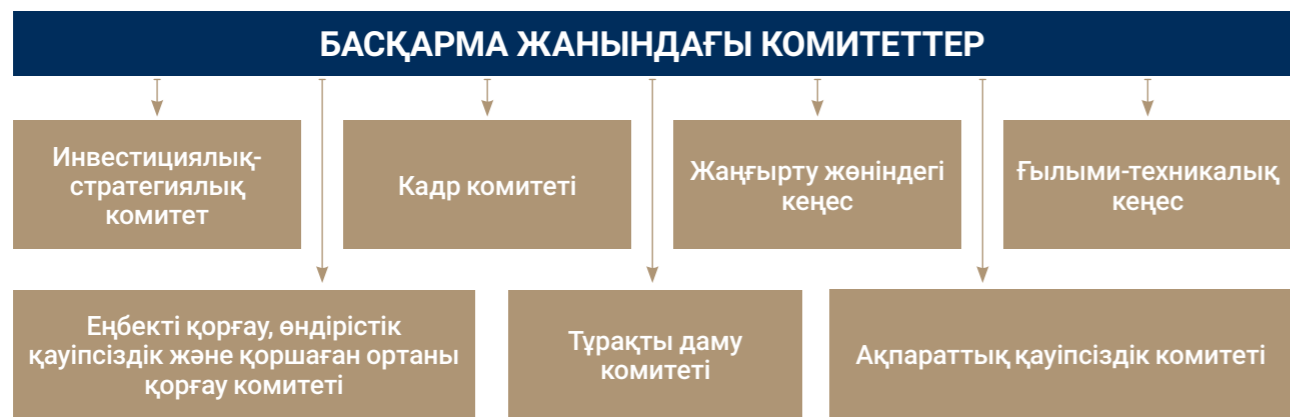 БАСҚАРМА ЖАНЫНДАҒЫ КОМИТЕТТЕР
Инвестициялық-
стратегиялық
комитет
Кадр комитеті
Жаңғырту жөніндегі
кеңес
Ғылыми-техникалық
кеңес
Еңбекті қорғау, өндірістік
қауіпсіздік және қоршаған ортаны
қорғау комитеті
Тұрақты даму
комитеті
Ақпараттық қауіпсіздік комитеті